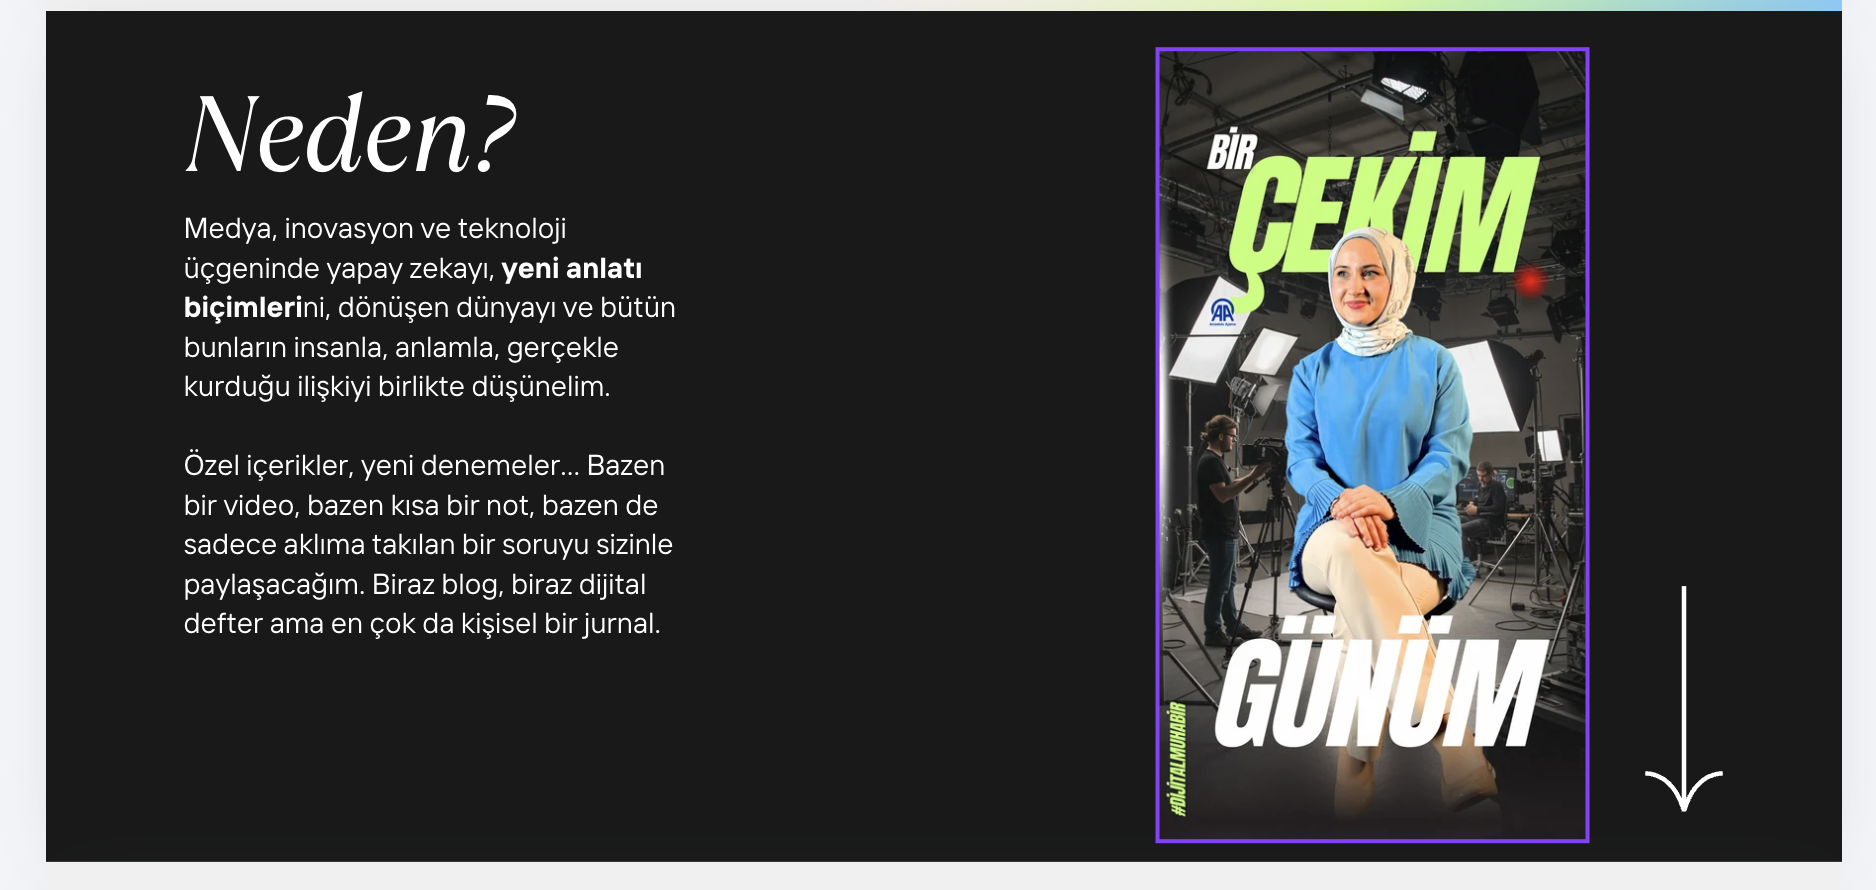 Neden?
Medya, inovasyon ve teknoloji
üçgeninde yapay zekayı, yeni anlatı
biçimlerini, dönüşen dünyayı ve bütün
bunların insanla, anlamla, gerçekle
kurduğu ilişkiyi birlikte düşünelim.
Özel içerikler, yeni denemeler... Bazen
bir video, bazen kısa bir not, bazen de
sadece aklıma takılan bir soruyu sizinle
paylaşacağım. Biraz blog, biraz dijital
defter ama en çok da kişisel bir jurnal.
BİR
ÇEKİM
AA
Anadolu Ajansı
GÜNÜM
#DİJİTALMUHABİR